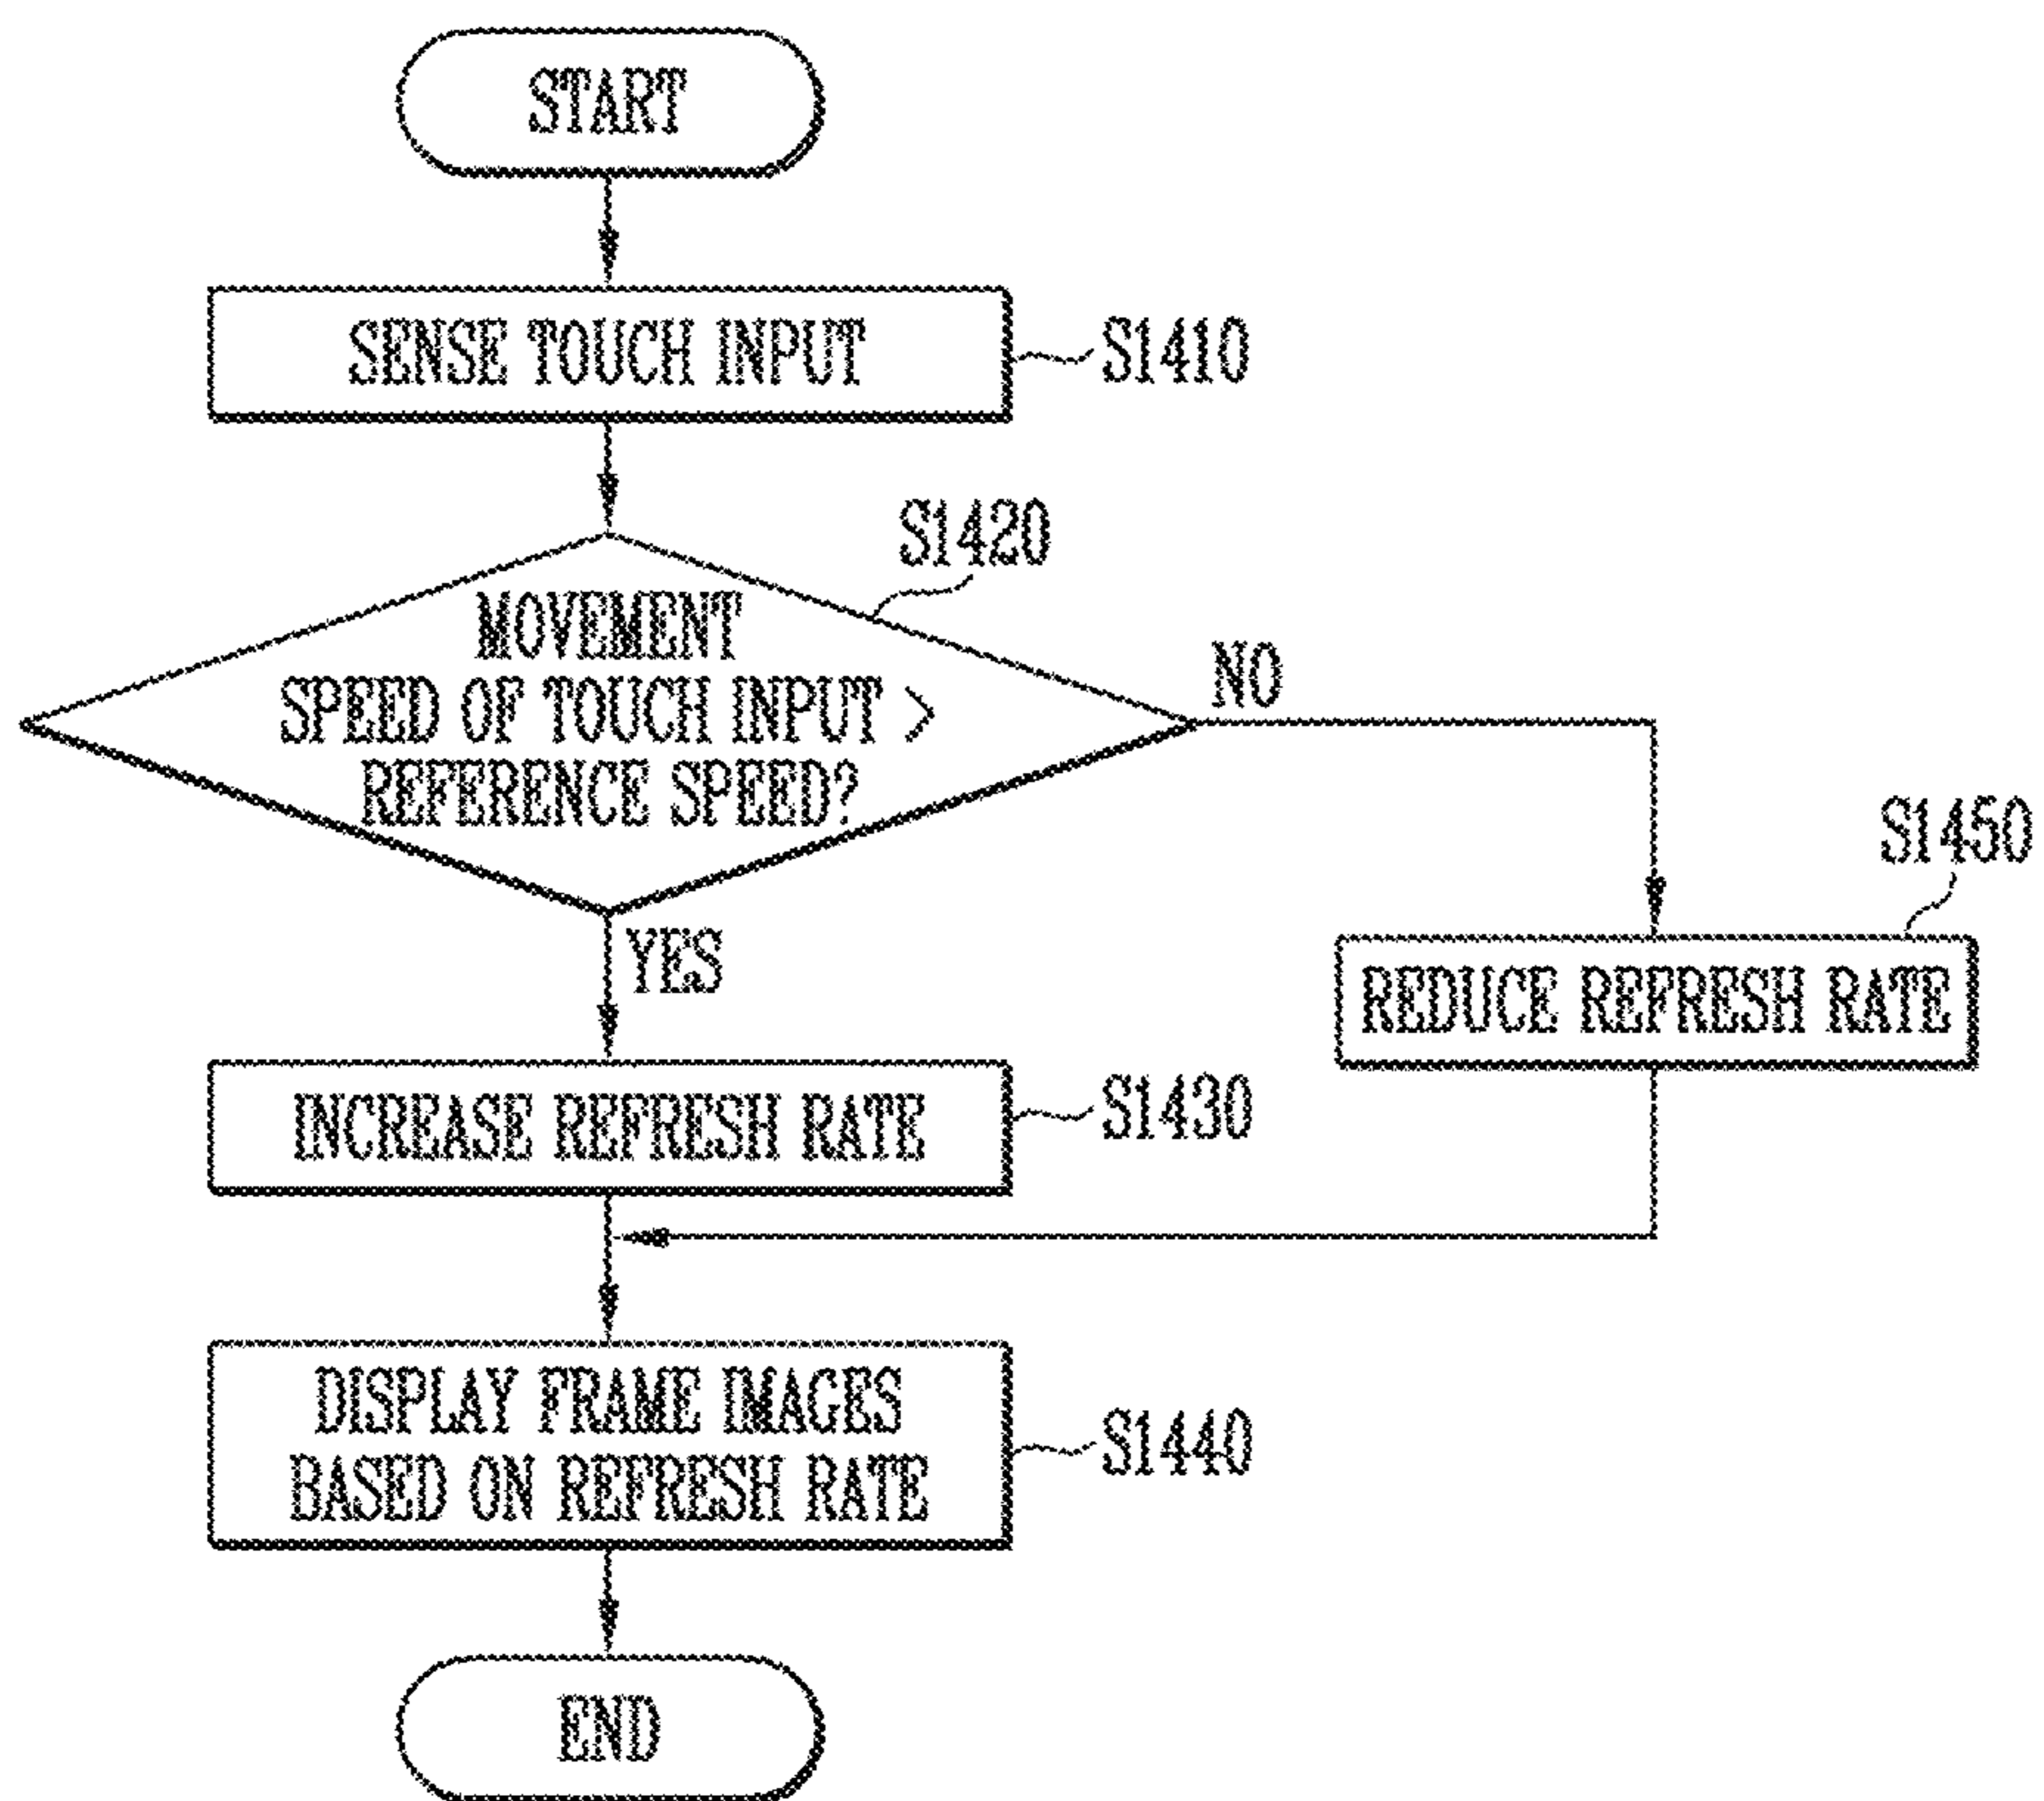 START
SENSE TOUCH INPUT
S1410
S1420
MOVEMENT
SPEED OF TOUCH INPUT >
REFERENCE SPEED?
NO
YES
S1450
REDUCE REFRESH RATE
INCREASE REFRESH RATE
S1430
DISPLAY FRAME IMAGES
BASED ON REFRESH RATE
S1440
END